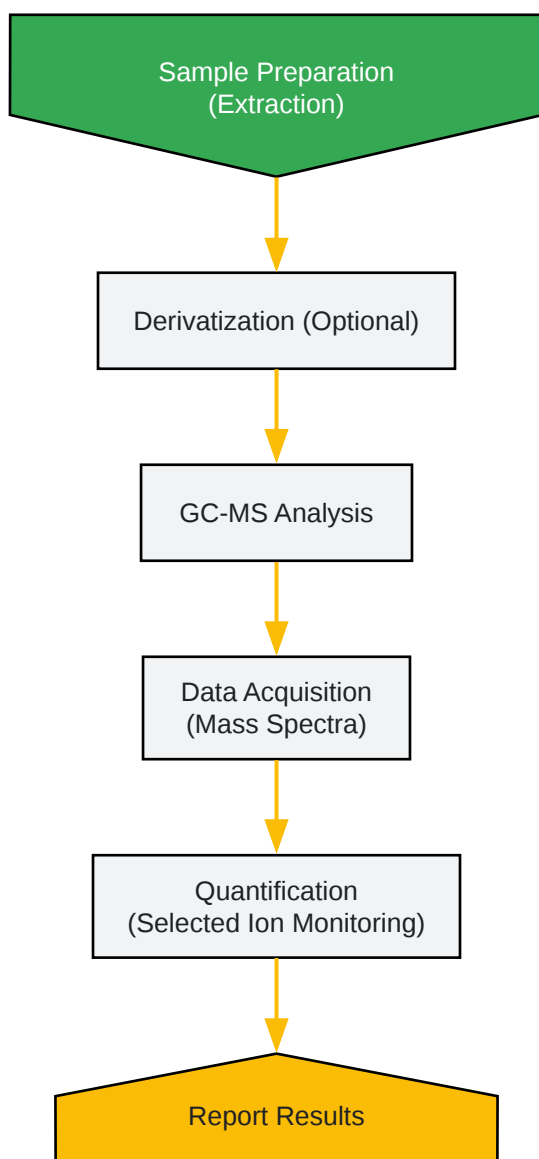 Sample Preparation
(Extraction)
Derivatization (Optional)
GC-MS Analysis
Data Acquisition
(Mass Spectra)
Quantification
(Selected Ion Monitoring)
Report Results